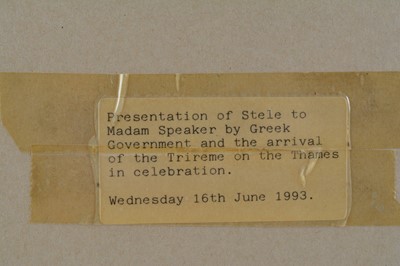 Presentation of Stele to
Madam Speaker by Greek
Government and the arrival
of the Trireme on the Thames
in celebration.
Wednesday 16th June 1993.